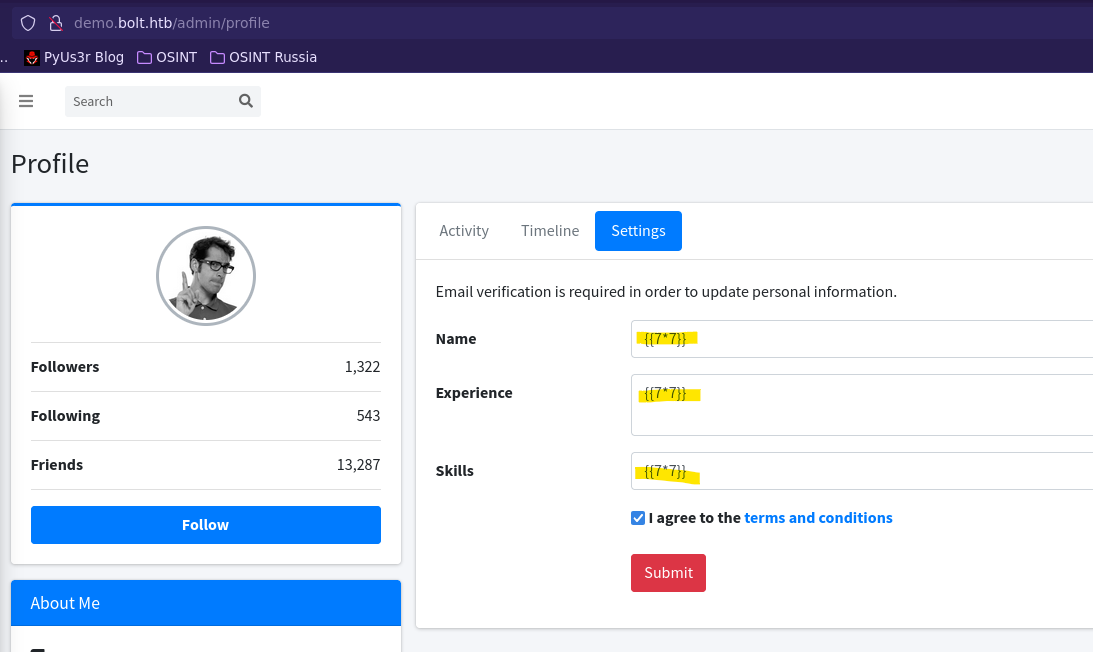 demo.bolt.htb/admin/profile
.. PyUs3r Blog OSINT OSINT Russia
Search
Profile
Followers 1,322
Following 543
Friends 13,287
Follow
About Me
Activity Timeline Settings
Email verification is required in order to update personal information.
Name {{7*7}}
Experience {{7*7}}
Skills {{7*7}}
I agree to the terms and conditions
Submit